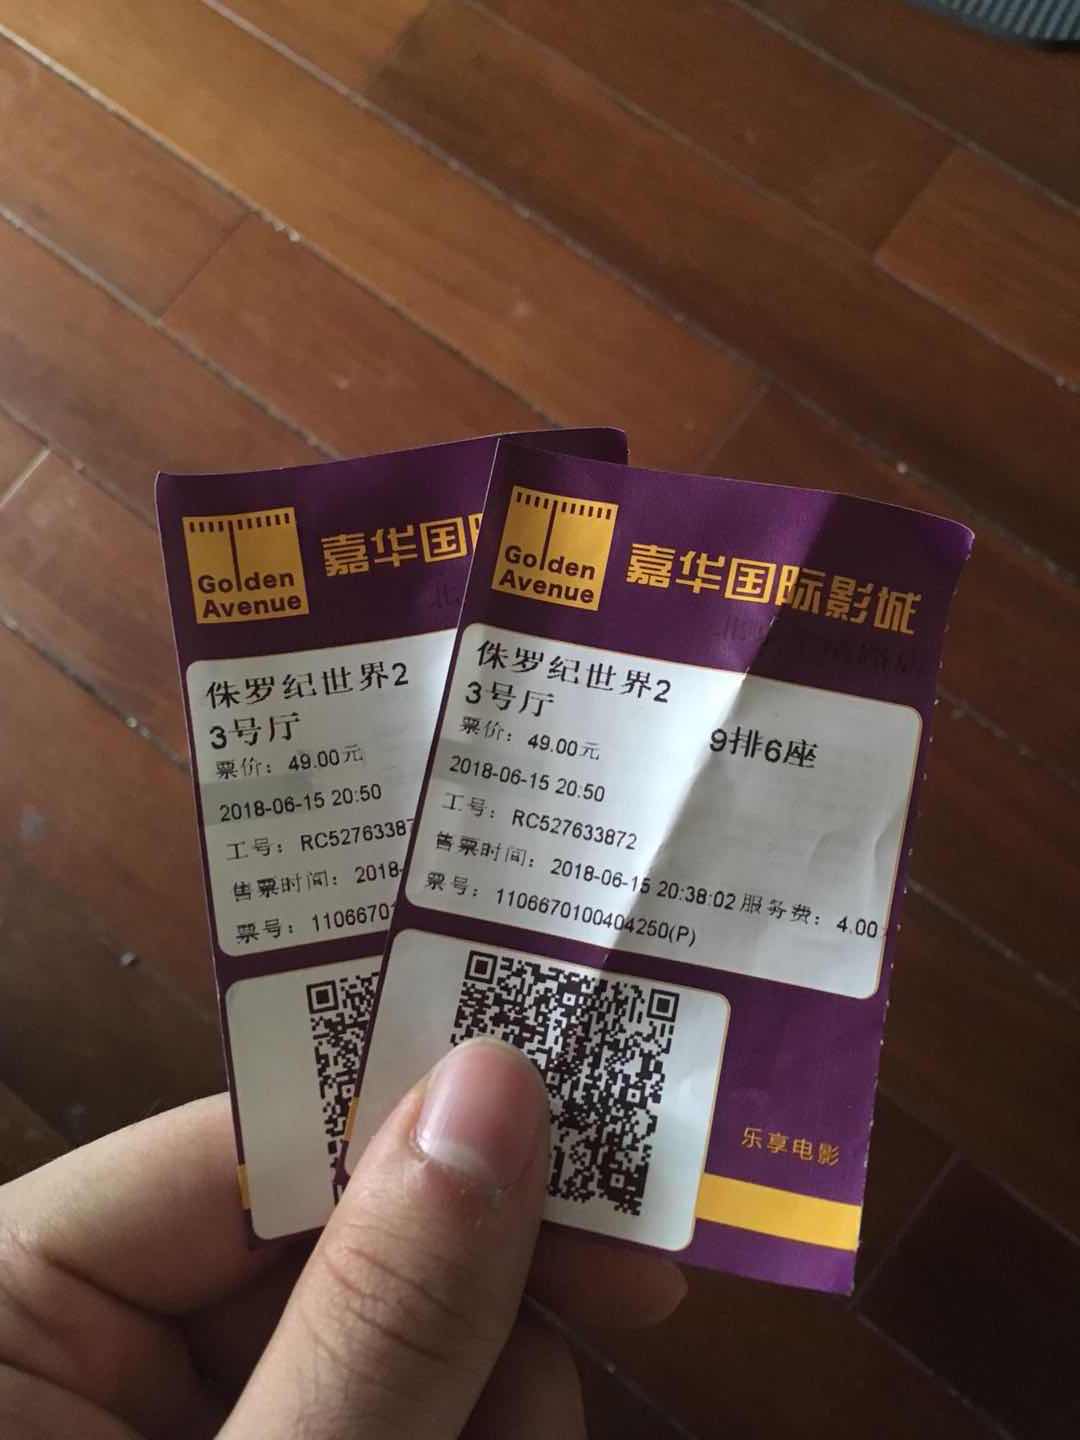 Golden
Avenue
嘉华国际
侏罗纪世界2
3号厅
票价： 49.00元
2018-06-15 20:50
工号： RC52763387
售票时间： 2018-
票号： 1106670
Golden
Avenue
嘉华国际影城
侏罗纪世界2
3号厅 9排6座
票价： 49.00元
2018-06-15 20:50
工号： RC527633872
售票时间： 2018-06-15 20:38:02 服务费： 4.00
票号： 1106670100404250(P)
乐享电影